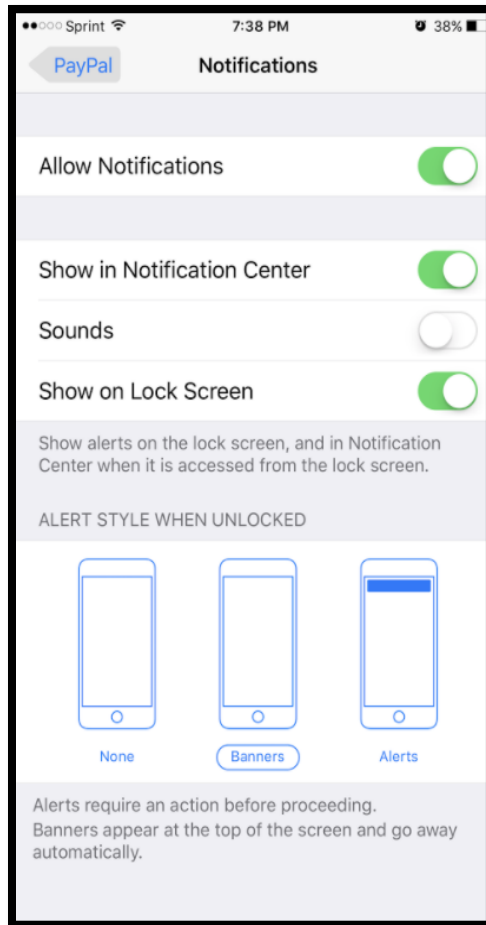 Sprint 7:38 PM 38%
PayPal Notifications
Allow Notifications
Show in Notification Center
Sounds
Show on Lock Screen
Show alerts on the lock screen, and in Notification
Center when it is accessed from the lock screen.
ALERT STYLE WHEN UNLOCKED
None Banners Alerts
Alerts require an action before proceeding.
Banners appear at the top of the screen and go away
automatically.